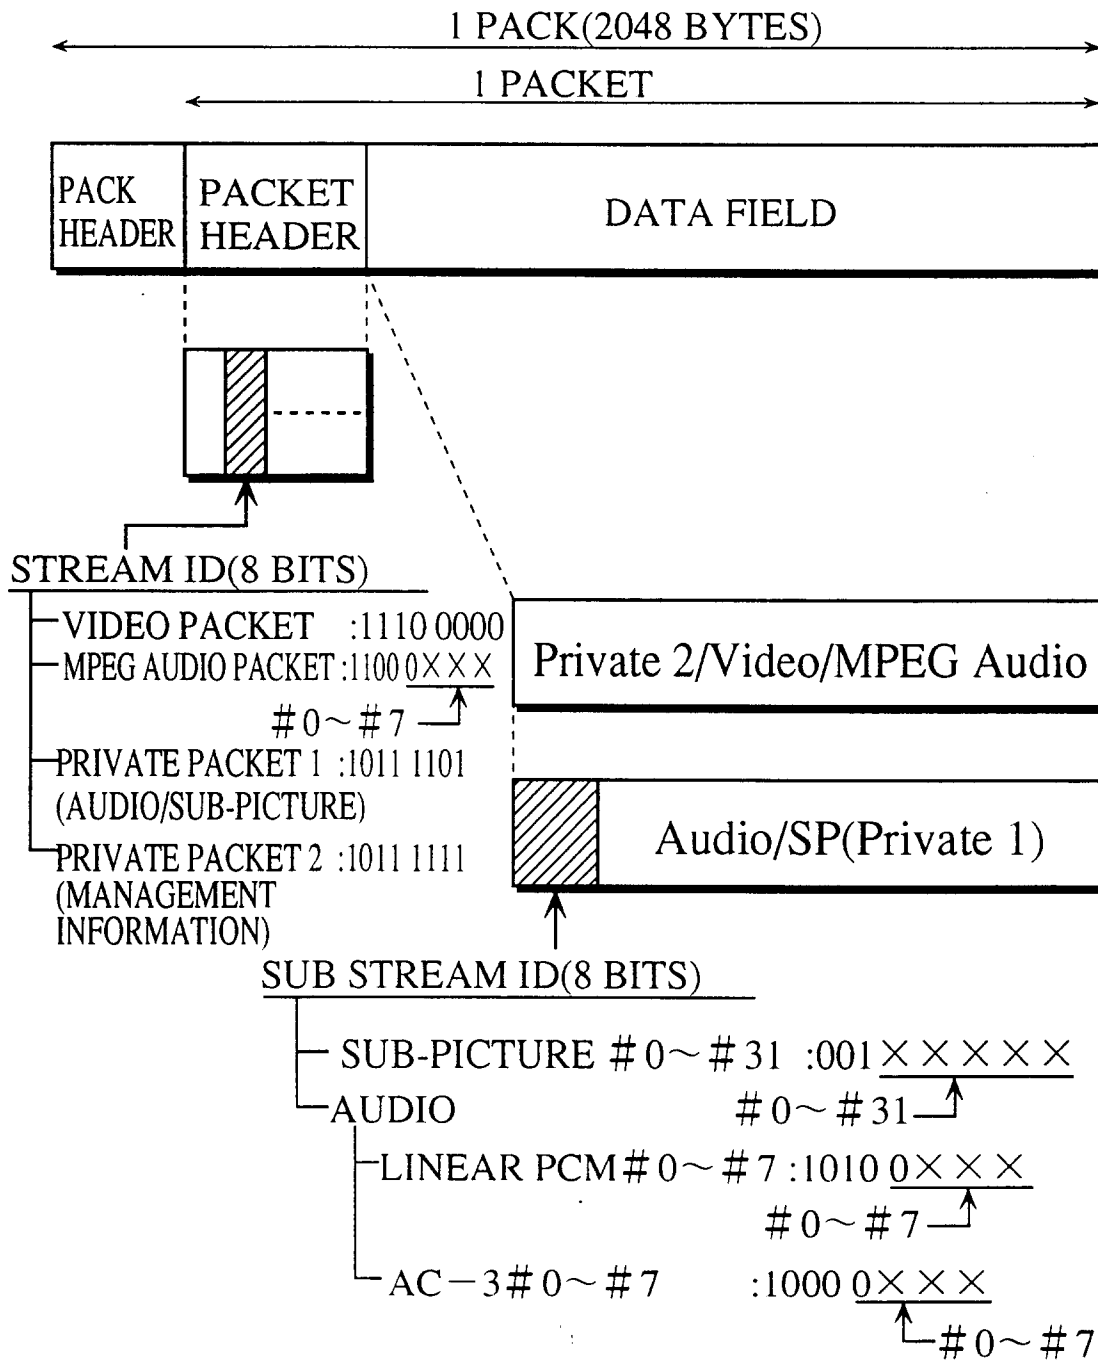 1 PACK(2048 BYTES)
1 PACKET
PACK HEADER
PACKET HEADER
DATA FIELD
STREAM ID(8 BITS)
VIDEO PACKET :1110 0000
MPEG AUDIO PACKET:1100 0×××
#0~#7
PRIVATE PACKET 1 :1011 1101
(AUDIO/SUB-PICTURE)
PRIVATE PACKET 2 :1011 1111
(MANAGEMENT
INFORMATION)
Private 2/Video/MPEG Audio
Audio/SP(Private 1)
SUB STREAM ID(8 BITS)
SUB-PICTURE #0~#31 :001×××××
#0~#31
AUDIO
LINEAR PCM#0~#7 :1010 0×××
#0~#7
AC-3#0~#7 :1000 0×××
#0~#7